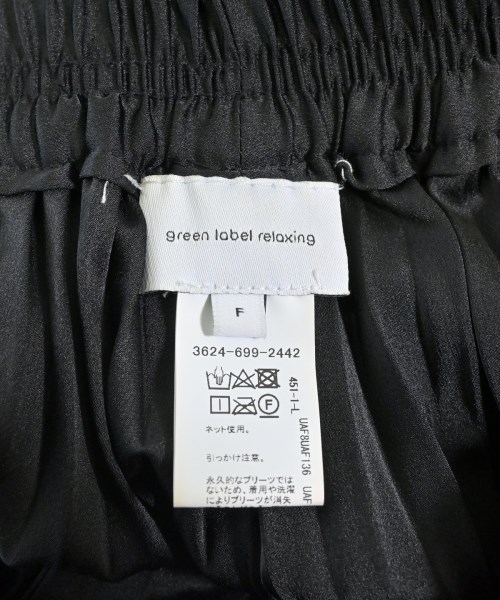 green label relaxing
F
3624-699-2442
ネット使用。
引っかけ注意。
永久的なプリーツでは
ないため、着用や洗濯
によりプリーツが消失
451-I-L UAF8UAF136 UAF